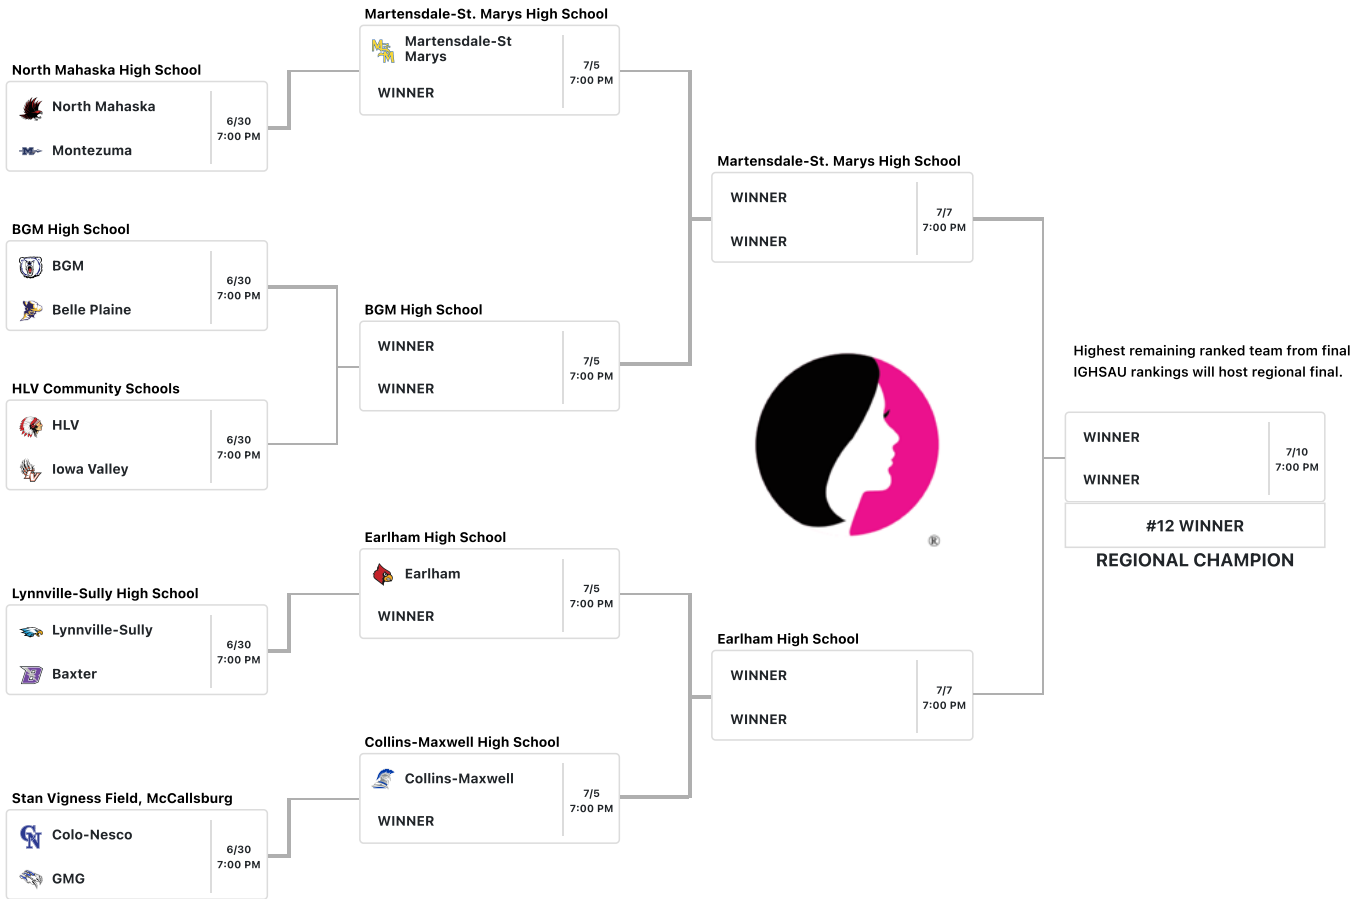 Martensdale-St. Marys High School
Martensdale-St
Marys
WINNER
7/5
7:00 PM
North Mahaska High School
North Mahaska
Montezuma
6/30
7:00 PM
BGM High School
BGM
Belle Plaine
6/30
7:00 PM
BGM High School
WINNER
WINNER
7/5
7:00 PM
HLV Community Schools
HLV
Iowa Valley
6/30
7:00 PM
Martensdale-St. Marys High School
WINNER
WINNER
7/7
7:00 PM
Earlham High School
Earlham
WINNER
7/5
7:00 PM
Lynnville-Sully High School
Lynnville-Sully
Baxter
6/30
7:00 PM
Collins-Maxwell High School
Collins-Maxwell
WINNER
7/5
7:00 PM
Stan Vigness Field, McCallsburg
CN
Colo-Nesco
GMG
6/30
7:00 PM
Earlham High School
WINNER
WINNER
7/7
7:00 PM
®
Highest remaining ranked team from final
IGHSAU rankings will host regional final.
WINNER
WINNER
7/10
7:00 PM
#12 WINNER
REGIONAL CHAMPION